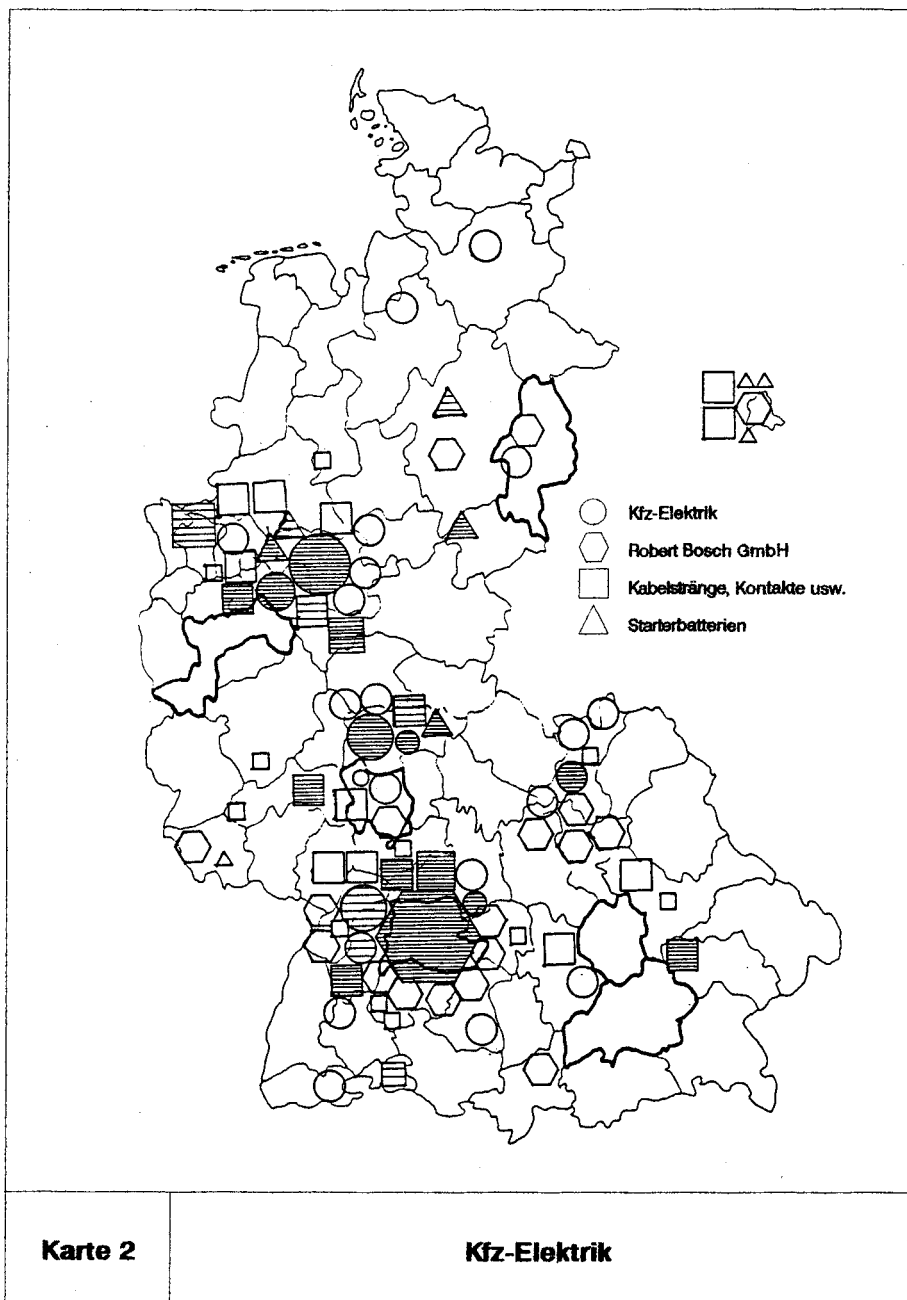 Kfz-Elektrik
Robert Bosch GmbH
Kabelstränge, Kontakte usw.
Starterbatterien
Karte 2
Kfz-Elektrik